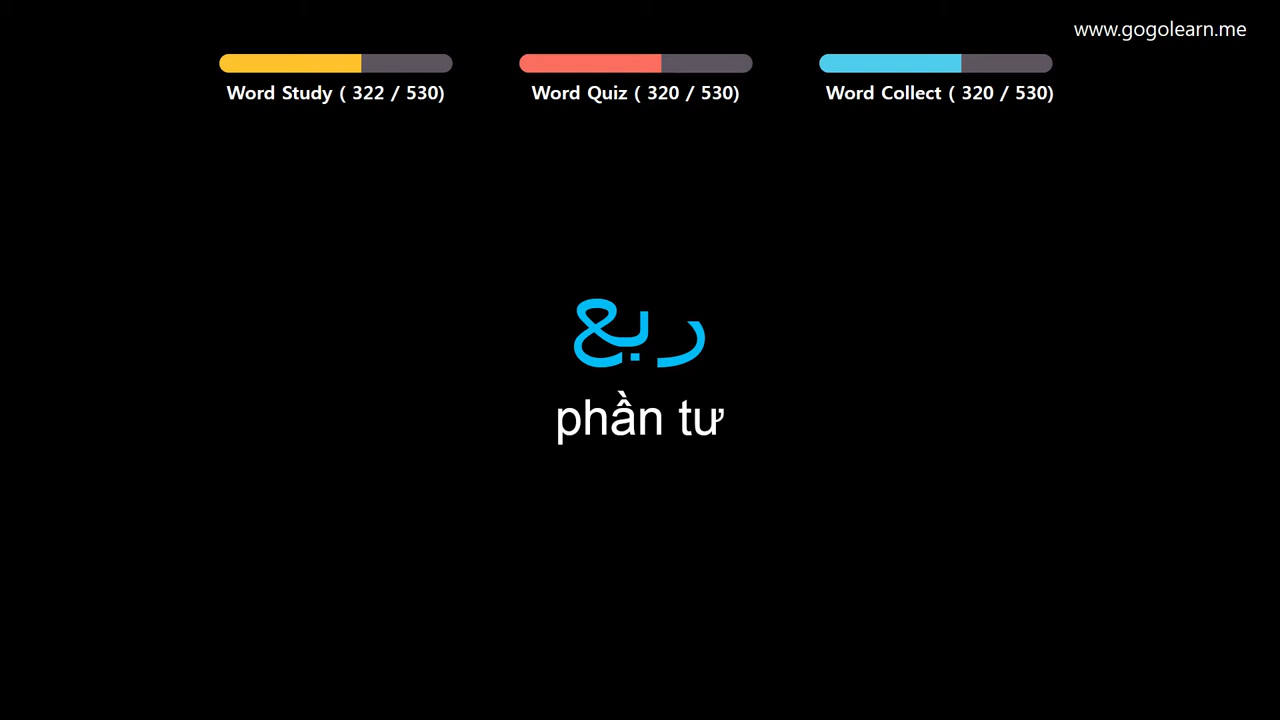 www.gogolearn.me
Word Study ( 322 / 530)
Word Quiz ( 320 / 530)
Word Collect ( 320 / 530)
ربع
phần tư